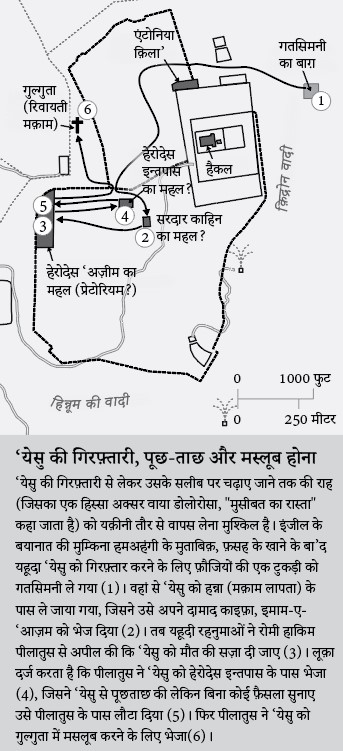 एंटोनिया
क़िला'
गतसिमनी
का बाग़
1
गुल्गुता
(रिवायती
मक़ाम)
6
हेरोदेस
इन्तपास
का महल?
हैकल
क़िद्रोन वादी
5
3
4
2
सरदार काहिन
का महल?
हेरोदेस 'अज़ीम का
महल (प्रेटोरियम?)
हिन्नूम की वादी
0 1000 फुट
0 250 मीटर
'येसु की गिरफ़्तारी, पूछ-ताछ और मस्लूब होना
'येसु की गिरफ़्तारी से लेकर उसके सलीब पर चढ़ाए जाने तक की राह
(जिसका एक हिस्सा अक्सर वाया डोलोरोसा, "मुसीबत का रास्ता"
कहा जाता है) को यक़ीनी तौर से वापस लेना मुश्किल है। इंजील के
बयानात की मुम्किना हमअहंगी के मुताबिक़, फ़सह के खाने के बा'द
यहूदा 'येसु को गिरफ़्तार करने के लिए फ़ौजियों की एक टुकड़ी को
गतसिमनी ले गया (1)। वहां से 'येसु को हन्ना (मक़ाम लापता) के
पास ले जाया गया, जिसने उसे अपने दामाद काइफ़ा, इमाम-ए-
'आज़म को भेज दिया (2)। तब यहूदी रहनुमाओं ने रोमी हाकिम
पीलातुस से अपील की कि 'येसु को मौत की सज़ा दी जाए (3)। लूक़ा
दर्ज करता है कि पीलातुस ने 'येसु को हेरोदेस इन्तपास के पास भेजा
(4), जिसने 'येसु से पूछताछ की लेकिन बिना कोई फ़ैसला सुनाए
उसे पीलातुस के पास लौटा दिया (5)। फिर पीलातुस ने 'येसु को
गुल्गुता में मसलूब करने के लिए भेजा(6)।